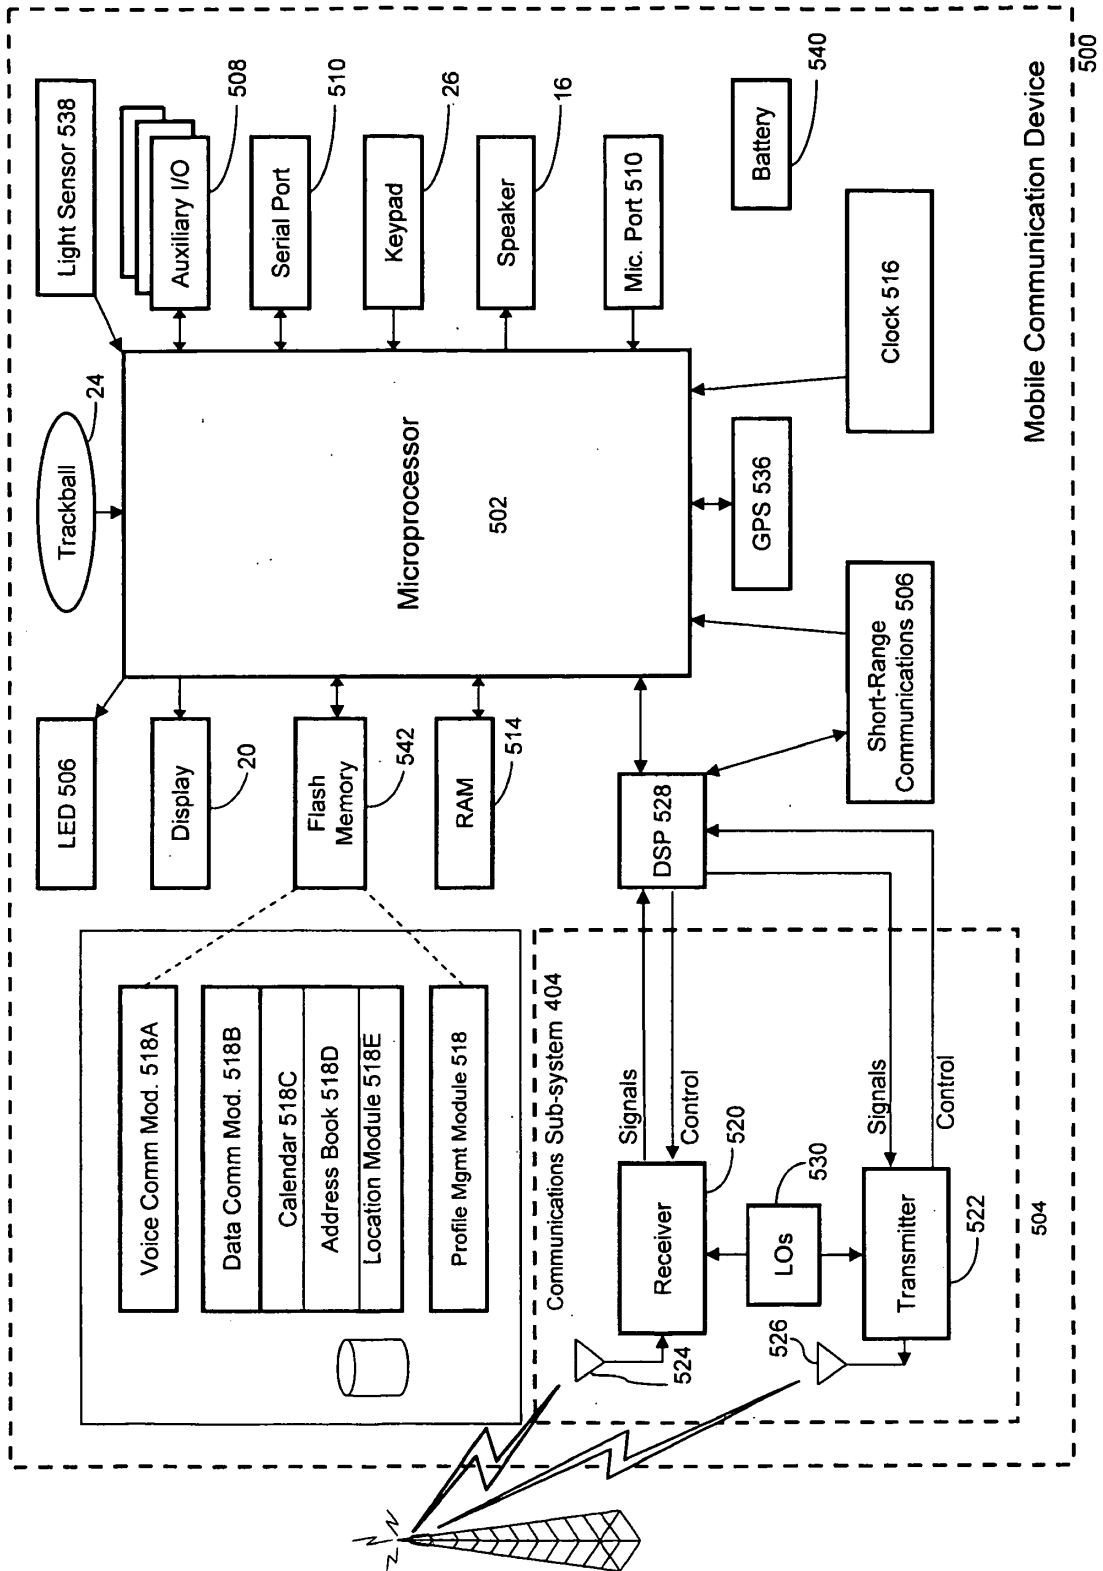 LED 506
Trackball
24
Light Sensor 538
Display
20
Auxiliary I/O
508
Flash
Memory
542
Serial Port
510
RAM
514
Keypad
26
Speaker
16
Mic. Port 510
Microprocessor
502
Voice Comm Mod. 518A
Data Comm Mod. 518B
Calendar 518C
Address Book 518D
Location Module 518E
Profile Mgmt Module 518
Communications Sub-system 404
Signals
Control
Receiver
520
524
LOs
530
526
Signals
Control
Transmitter
522
504
DSP 528
Short-Range
Communications 506
GPS 536
Clock 516
Battery
540
Mobile Communication Device
500